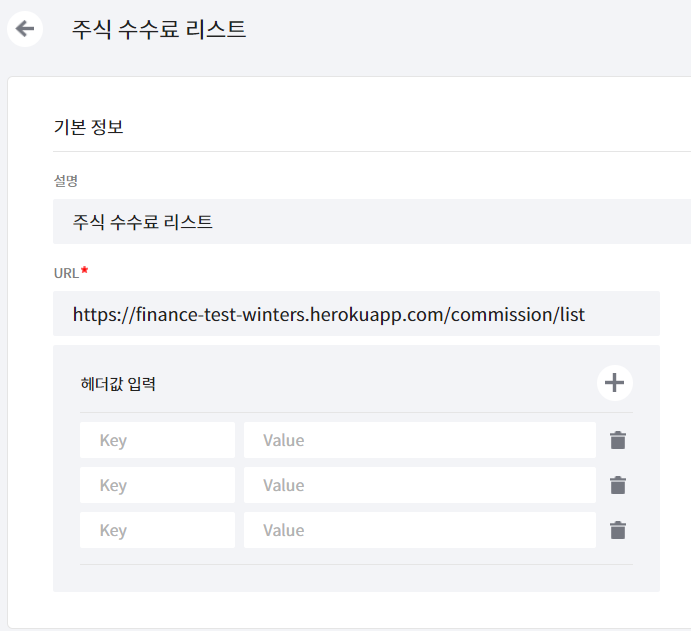 주식 수수료 리스트
기본 정보
설명
주식 수수료 리스트
URL*
https://finance-test-winters.herokuapp.com/commission/list
헤더값 입력
Key Value
Key Value
Key Value